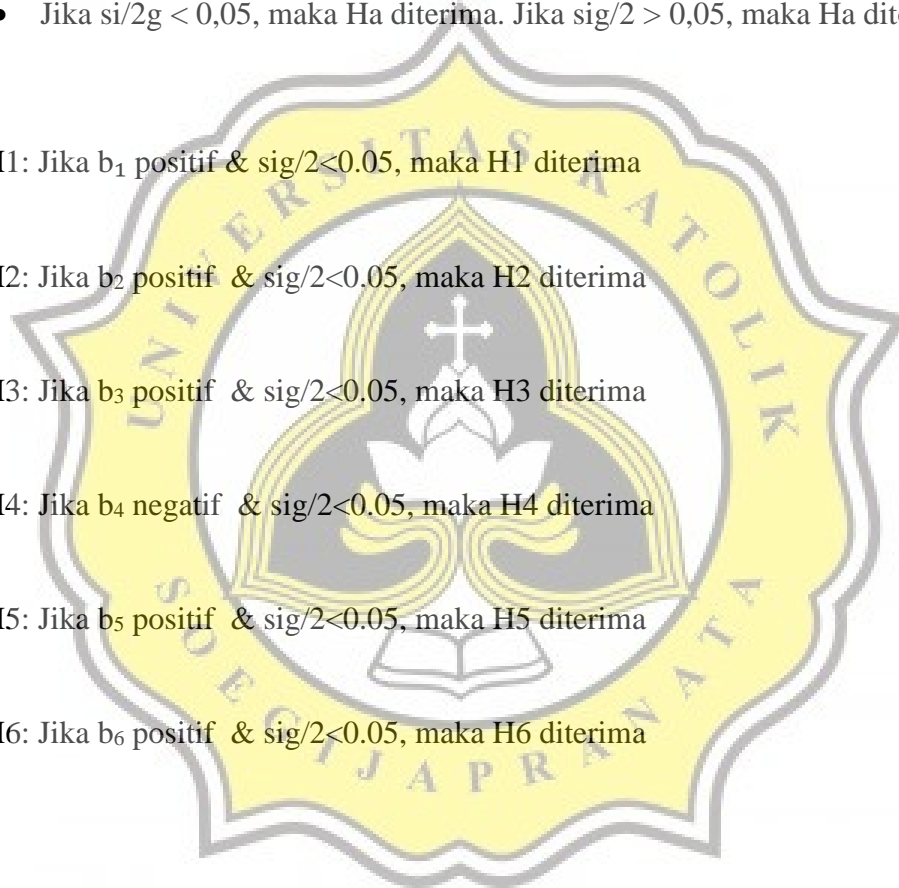 • Jika si/2g < 0,05, maka Ha diterima. Jika sig/2 > 0,05, maka Ha
1: Jika b₁ positif & sig/2<0.05, maka H1 diterima
2: Jika b₂ positif & sig/2<0.05, maka H2 diterima
3: Jika b₃ positif & sig/2<0.05, maka H3 diterima
4: Jika b₄ negatif & sig/2<0.05, maka H4 diterima
5: Jika b₅ positif & sig/2<0.05, maka H5 diterima
6: Jika b₆ positif & sig/2<0.05, maka H6 diterima
UNIVERSITAS KATOLIK
SOEGIJAPRANATA